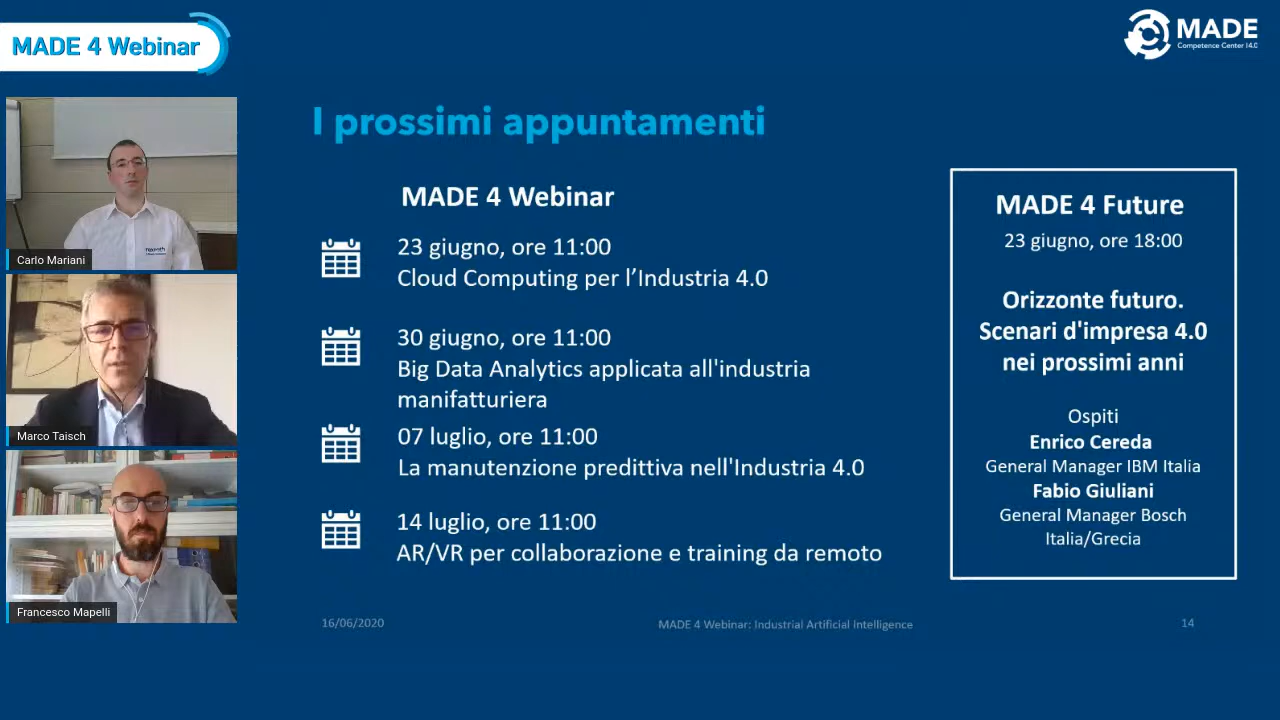 MADE 4 Webinar
MADE
Competence Center I4.0
Carlo Mariani
Marco Taisch
Francesco Mapelli
I prossimi appuntamenti
MADE 4 Webinar
23 giugno, ore 11:00
Cloud Computing per l’Industria 4.0
30 giugno, ore 11:00
Big Data Analytics applicata all'industria
manifatturiera
07 luglio, ore 11:00
La manutenzione predittiva nell'Industria 4.0
14 luglio, ore 11:00
AR/VR per collaborazione e training da remoto
MADE 4 Future
23 giugno, ore 18:00
Orizzonte futuro.
Scenari d'impresa 4.0
nei prossimi anni
Ospiti
Enrico Cereda
General Manager IBM Italia
Fabio Giuliani
General Manager Bosch
Italia/Grecia
16/06/2020
MADE 4 Webinar: Industrial Artificial Intelligence
14